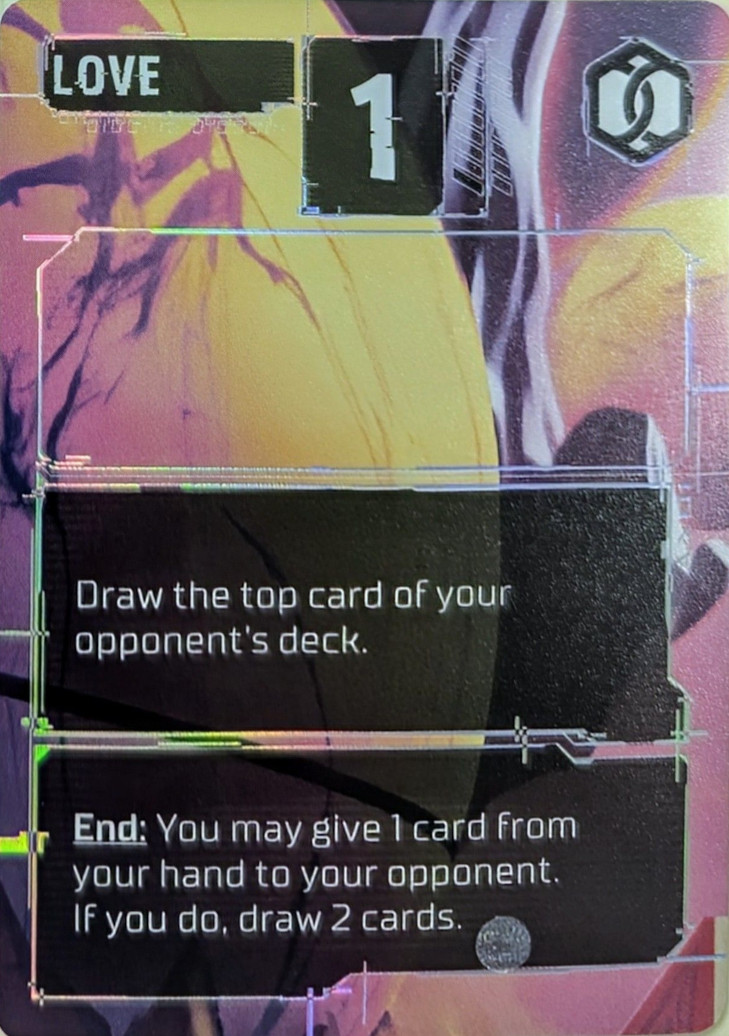 LOVE
1
Draw the top card of your
opponent's deck.
End: You may give 1 card from
your hand to your opponent.
If you do, draw 2 cards.